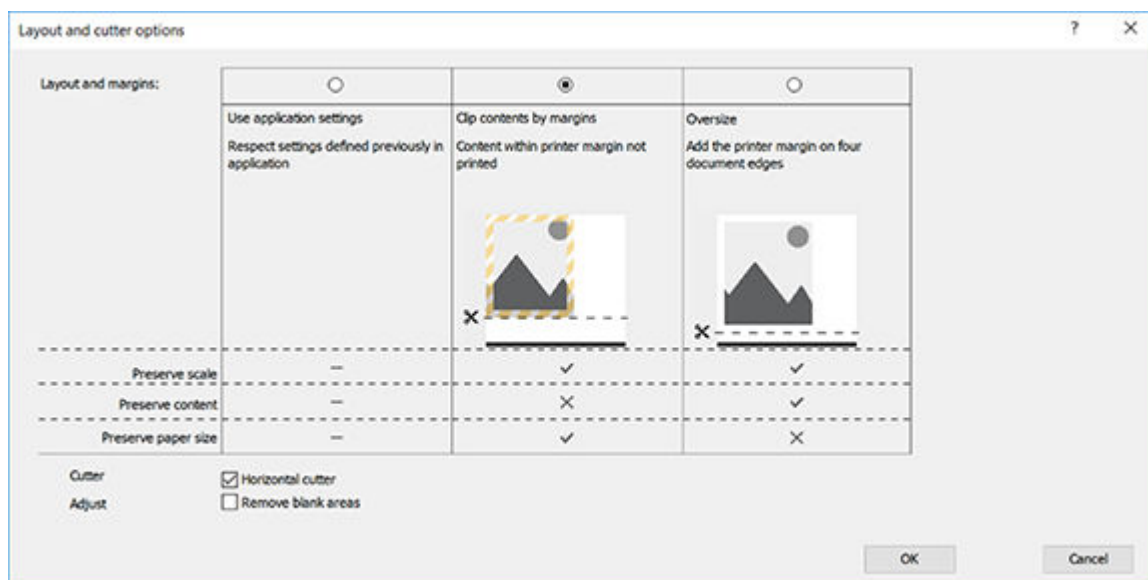 Layout and cutter options
?
×
Layout and margins:
Use application settings
Clip contents by margins
Oversize
Respect settings defined previously in
application
Content within printer margin not
printed
Add the printer margin on four
document edges
Preserve scale
Preserve content
Preserve paper size
Cutter
Horizontal cutter
Adjust
Remove blank areas
OK
Cancel